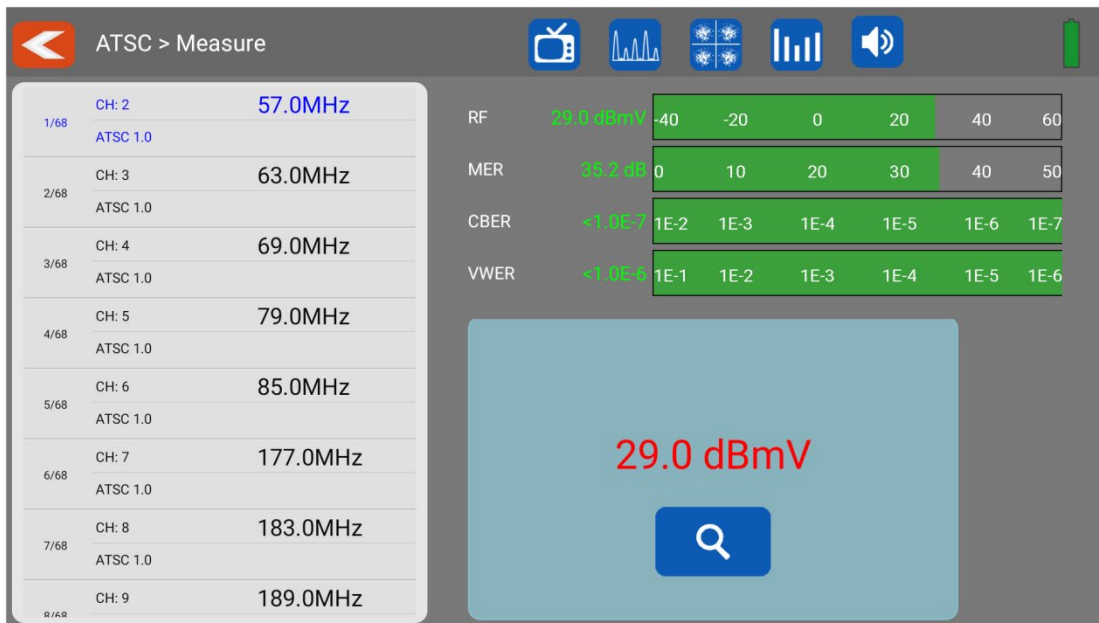 ATSC > Measure
1/68
CH: 2 57.0MHz
ATSC 1.0
2/68
CH: 3 63.0MHz
ATSC 1.0
3/68
CH: 4 69.0MHz
ATSC 1.0
4/68
CH: 5 79.0MHz
ATSC 1.0
5/68
CH: 6 85.0MHz
ATSC 1.0
6/68
CH: 7 177.0MHz
ATSC 1.0
7/68
CH: 8 183.0MHz
ATSC 1.0
8/68
CH: 9 189.0MHz
RF 29.0 dBmV -40 -20 0 20 40 60
MER 35.2 dB 0 10 20 30 40 50
CBER <1.0E-7 1E-2 1E-3 1E-4 1E-5 1E-6 1E-7
VWER <1.0E-6 1E-1 1E-2 1E-3 1E-4 1E-5 1E-6
29.0 dBmV